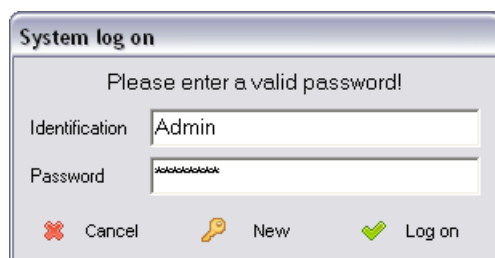 System log on
Please enter a valid password!
Identification Admin
Password *********
Cancel New Log on